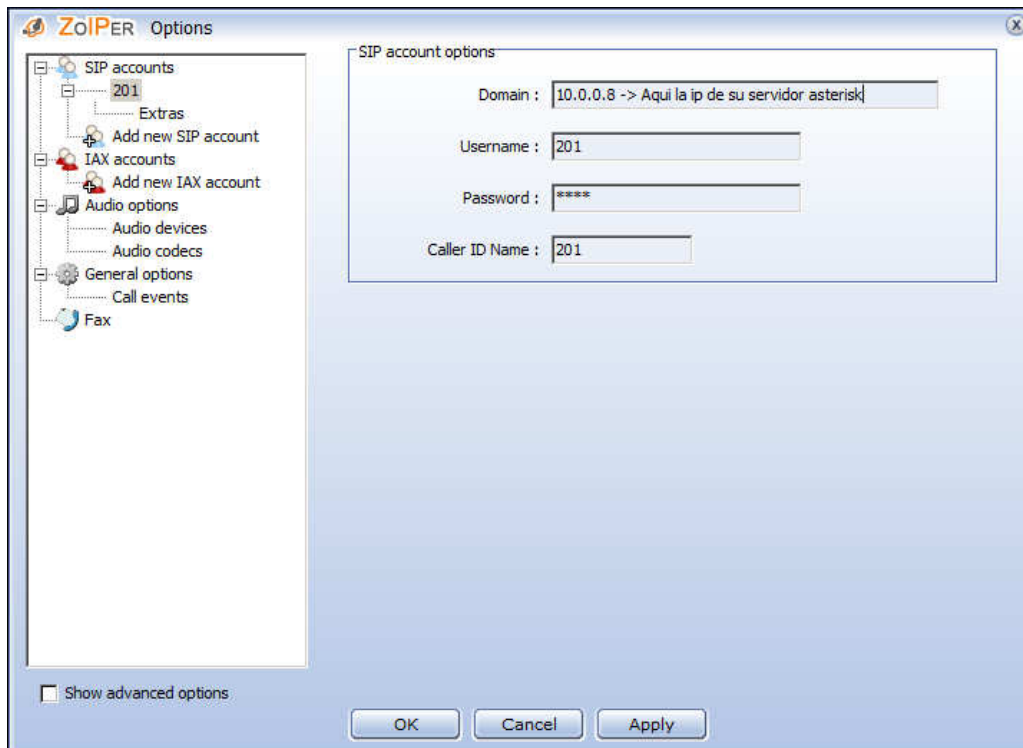 ZOIPER Options
SIP accounts
201
Extras
Add new SIP account
IAX accounts
Add new IAX account
Audio options
Audio devices
Audio codecs
General options
Call events
Fax
Show advanced options
SIP account options
Domain : 10.0.0.8 -> Aqui la ip de su servidor asterisk
Username : 201
Password : ****
Caller ID Name : 201
OK Cancel Apply